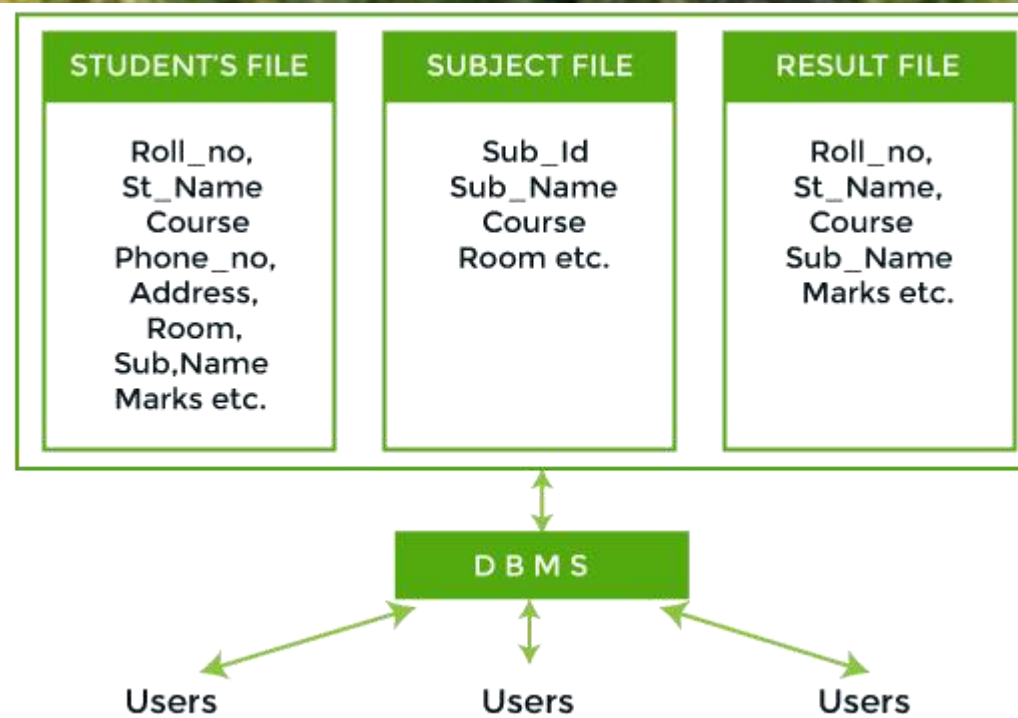 STUDENT'S FILE
Roll_no,
St_Name
Course
Phone_no,
Address,
Room,
Sub,Name
Marks etc.
SUBJECT FILE
Sub_Id
Sub_Name
Course
Room etc.
RESULT FILE
Roll_no,
St_Name,
Course
Sub_Name
Marks etc.
D B M S
Users
Users
Users